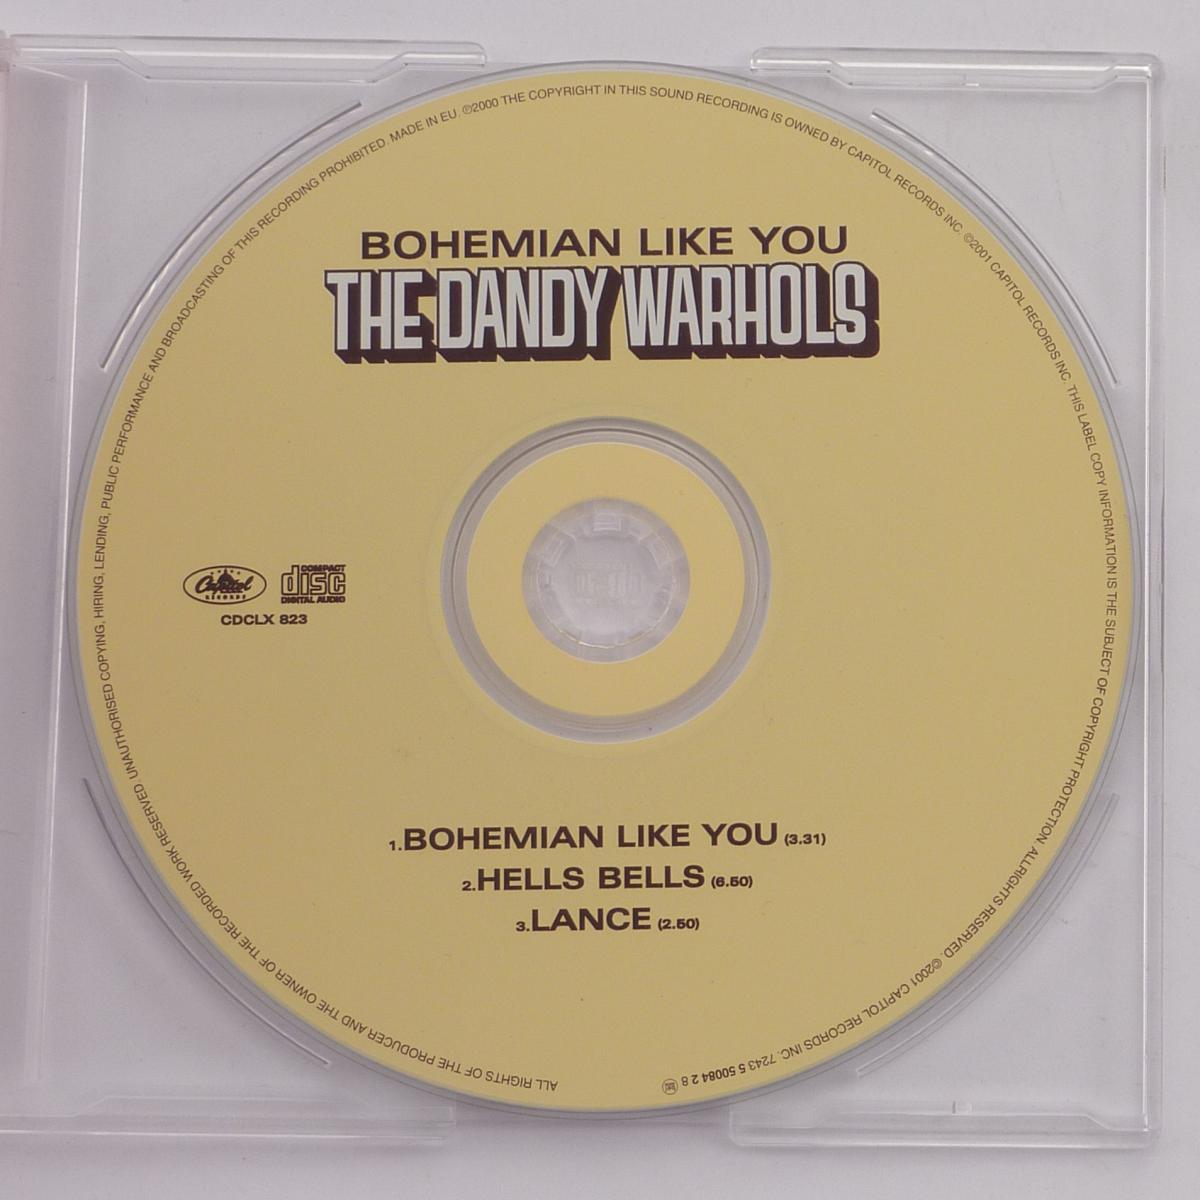 BOHEMIAN LIKE YOU
THE DANDY WARHOLS
Capitol
RECORDS
COMPACT
disc
DIGITAL AUDIO
CDCLX 823
1.BOHEMIAN LIKE YOU (3.31)
2.HELLS BELLS (6.50)
3.LANCE (2.50)
ALL RIGHTS OF THE PRODUCER AND THE OWNER OF THE RECORDED WORK RESERVED. UNAUTHORISED COPYING, HIRING, LENDING, PUBLIC PERFORMANCE AND BROADCASTING OF THIS RECORDING PROHIBITED. MADE IN EU. ℗2000 THE COPYRIGHT IN THIS SOUND RECORDING IS OWNED BY CAPITOL RECORDS INC. ©2001 CAPITOL RECORDS INC. THIS LABEL COPY INFORMATION IS THE SUBJECT OF COPYRIGHT PROTECTION. ALL RIGHTS RESERVED. ©2001 CAPITOL RECORDS INC. 7243 5 50084 2 8